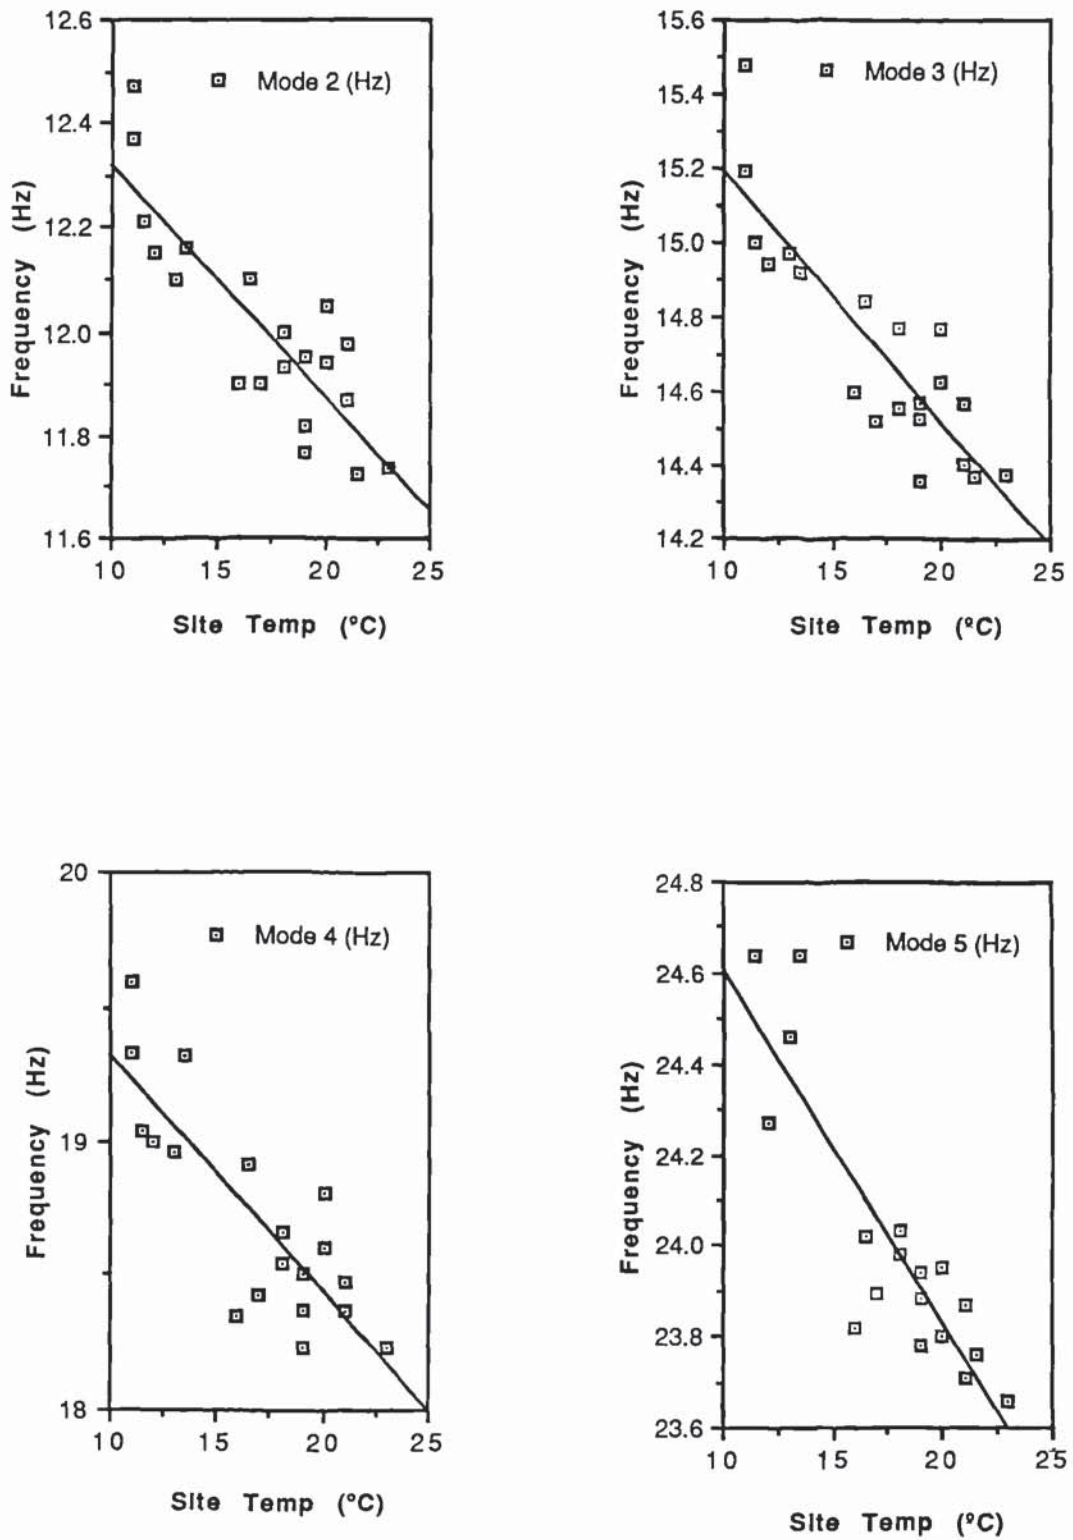 12.6
12.4
12.2
12.0
11.8
11.6
Frequency (Hz)
Mode 2 (Hz)
10 15 20 25
Site Temp (ºC)
15.6
15.4
15.2
15.0
14.8
14.6
14.4
14.2
Frequency (Hz)
Mode 3 (Hz)
10 15 20 25
Site Temp (ºC)
20
19
18
Frequency (Hz)
Mode 4 (Hz)
10 15 20 25
Site Temp (ºC)
24.8
24.6
24.4
24.2
24.0
23.8
23.6
Frequency (Hz)
Mode 5 (Hz)
10 15 20 25
Site Temp (ºC)